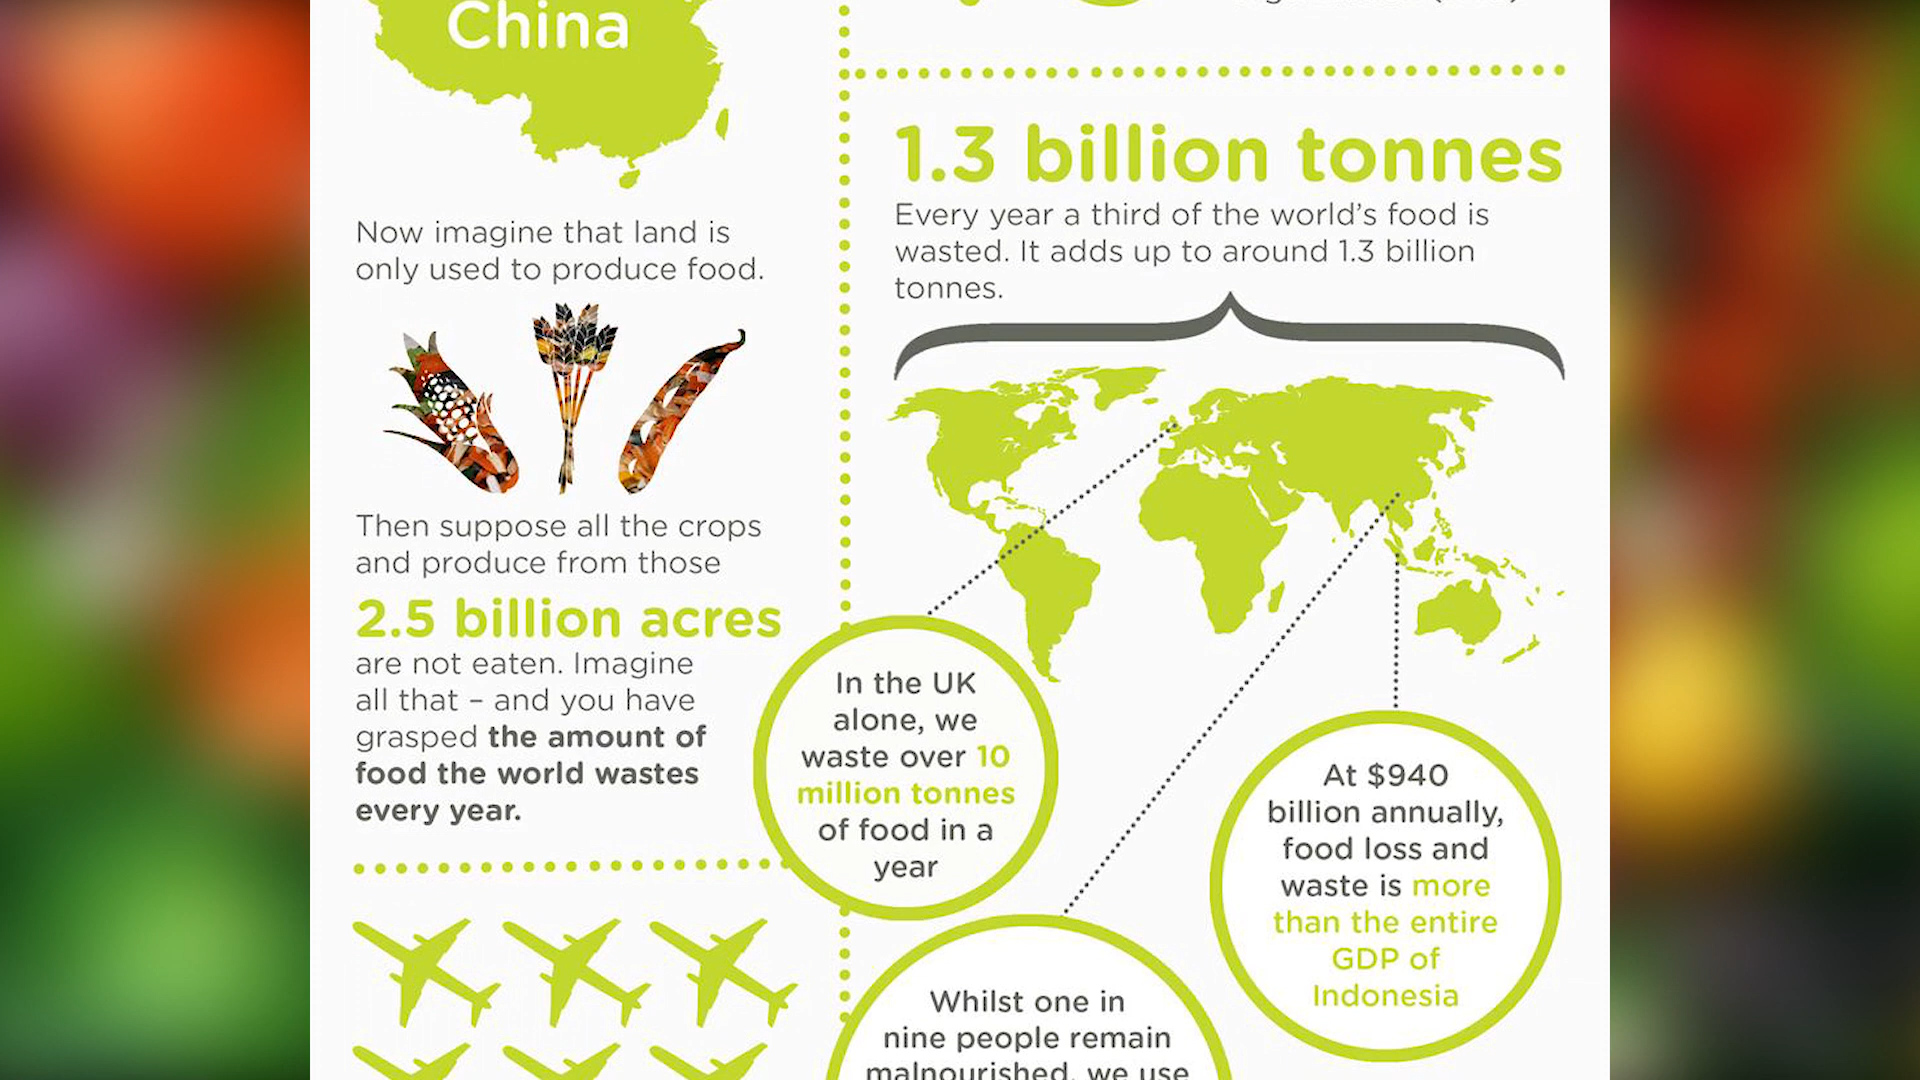 China
Now imagine that land is
only used to produce food.
Then suppose all the crops
and produce from those
2.5 billion acres
are not eaten. Imagine
all that – and you have
grasped the amount of
food the world wastes
every year.
1.3 billion tonnes
Every year a third of the world's food is
wasted. It adds up to around 1.3 billion
tonnes.
In the UK
alone, we
waste over 10
million tonnes
of food in a
year
At $940
billion annually,
food loss and
waste is more
than the entire
GDP of
Indonesia
Whilst one in
nine people remain
malnourished, we use